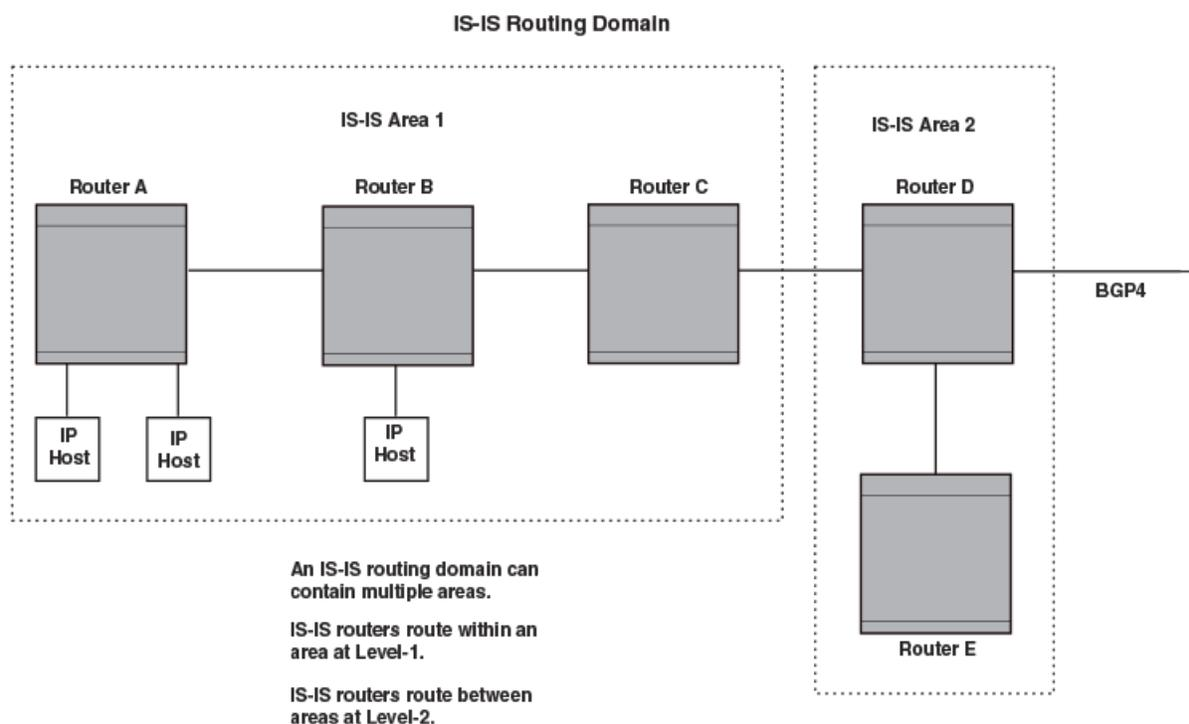 IS-IS Routing Domain
IS-IS Area 1
IS-IS Area 2
Router A
Router B
Router C
Router D
BGP4
IP
Host
IP
Host
IP
Host
Router E
An IS-IS routing domain can
contain multiple areas.
IS-IS routers route within an
area at Level-1.
IS-IS routers route between
areas at Level-2.